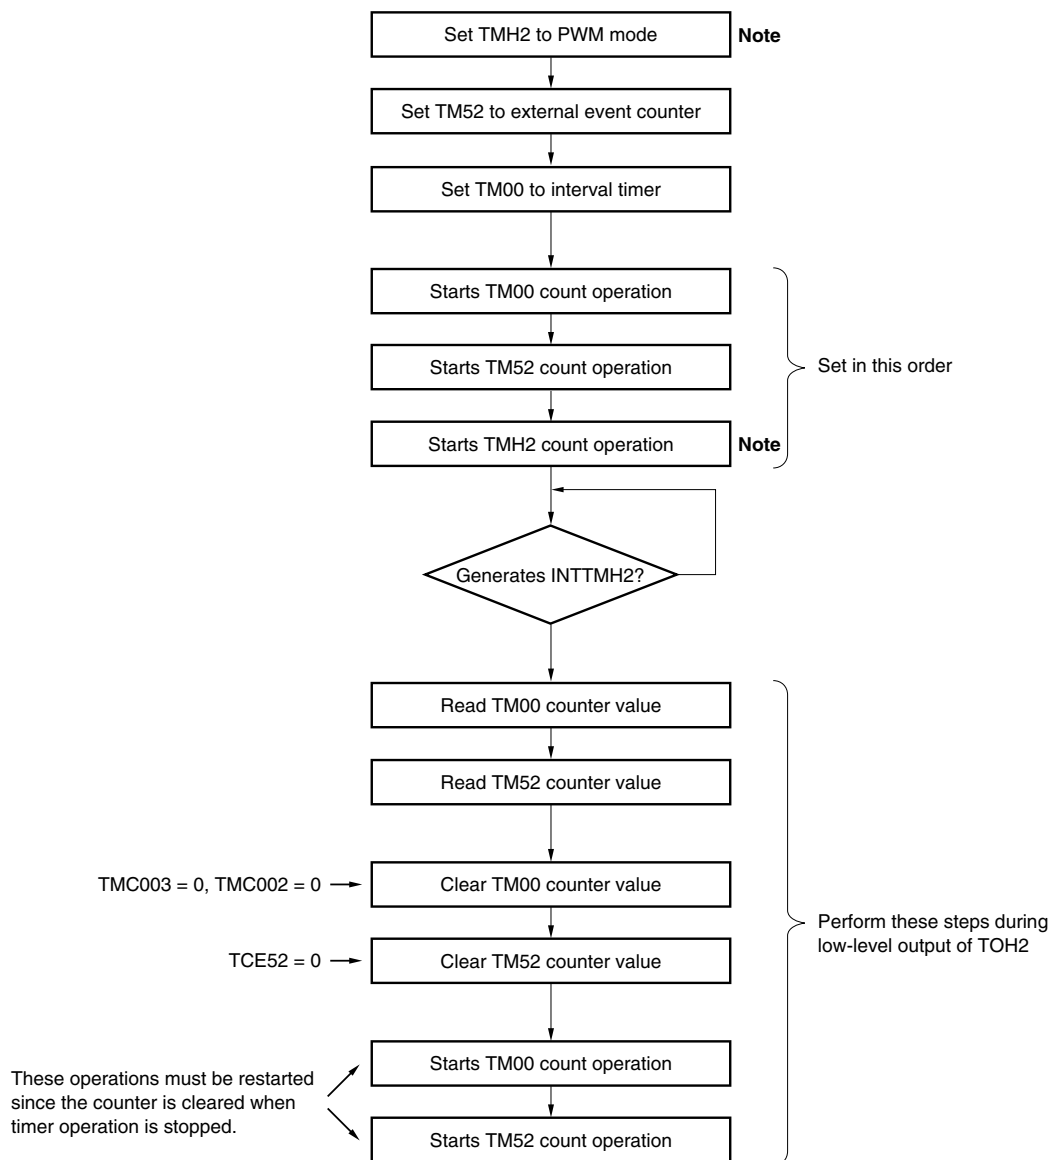 Set TMH2 to PWM mode
Note
Set TM52 to external event counter
Set TM00 to interval timer
Starts TM00 count operation
Starts TM52 count operation
Set in this order
Starts TMH2 count operation
Note
Generates INTTMH2?
Read TM00 counter value
Read TM52 counter value
TMC003 = 0, TMC002 = 0
Clear TM00 counter value
Perform these steps during
low-level output of TOH2
TCE52 = 0
Clear TM52 counter value
Starts TM00 count operation
These operations must be restarted
since the counter is cleared when
timer operation is stopped.
Starts TM52 count operation